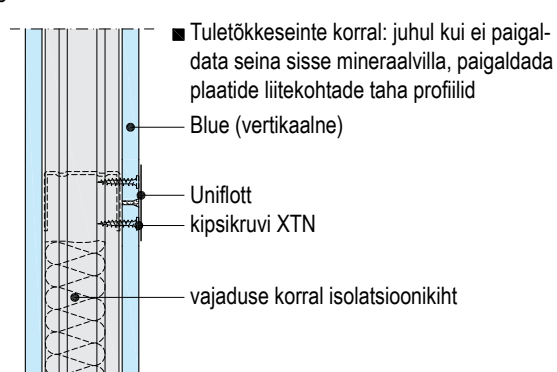 ■ Tuletõkkeseinte korral: juhul kui ei paigal-
data seina sisse mineraalvilla, paigaldada
plaatide liitekohtade taha profiilid
Blue (vertikaalne)
Uniflott
kipsikruvi XTN
vajaduse korral isolatsioonikiht